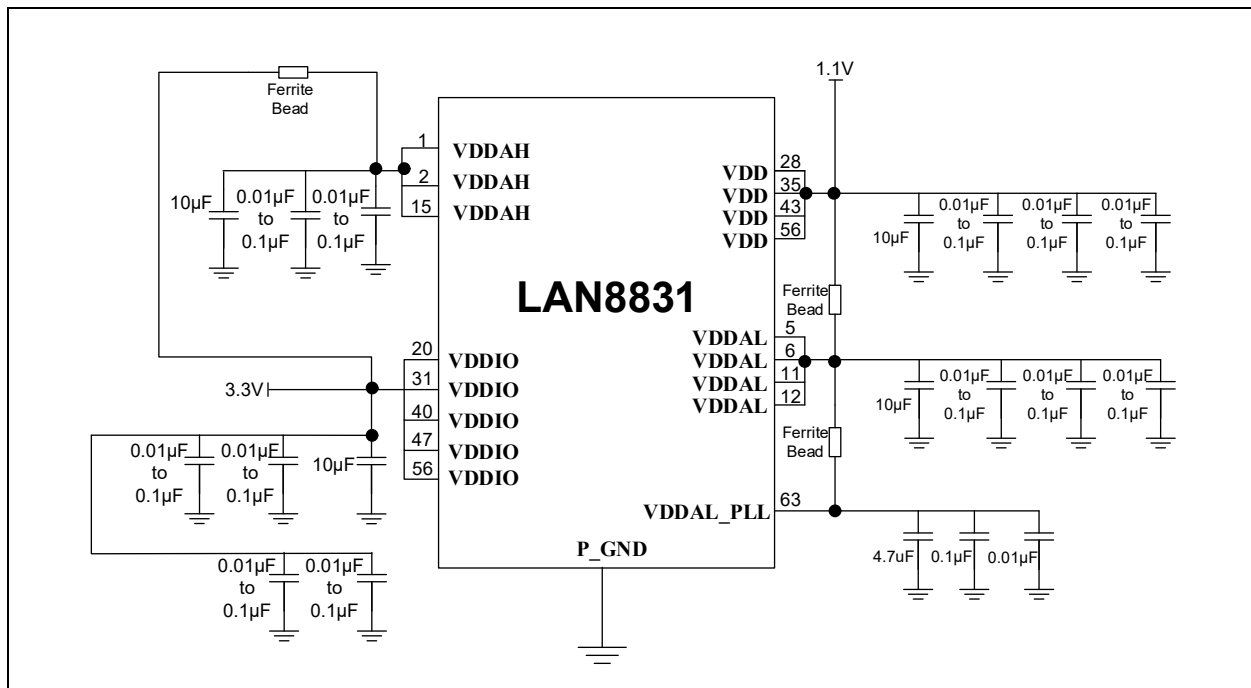 Ferrite
Bead
1.1V
1
VDDAH
2
VDDAH
15
VDDAH
10µF
0.01µF
to
0.1µF
0.01µF
to
0.1µF
28
VDD
35
VDD
43
VDD
56
VDD
10µF
0.01µF
to
0.1µF
0.01µF
to
0.1µF
0.01µF
to
0.1µF
LAN8831
Ferrite
Bead
5
VDDAL
6
VDDAL
11
VDDAL
12
VDDAL
10µF
0.01µF
to
0.1µF
0.01µF
to
0.1µF
0.01µF
to
0.1µF
20
VDDIO
31
VDDIO
40
VDDIO
47
VDDIO
56
VDDIO
3.3V
0.01µF
to
0.1µF
0.01µF
to
0.1µF
10µF
0.01µF
to
0.1µF
0.01µF
to
0.1µF
Ferrite
Bead
63
VDDAL_PLL
4.7uF
0.1µF
0.01µF
P_GND